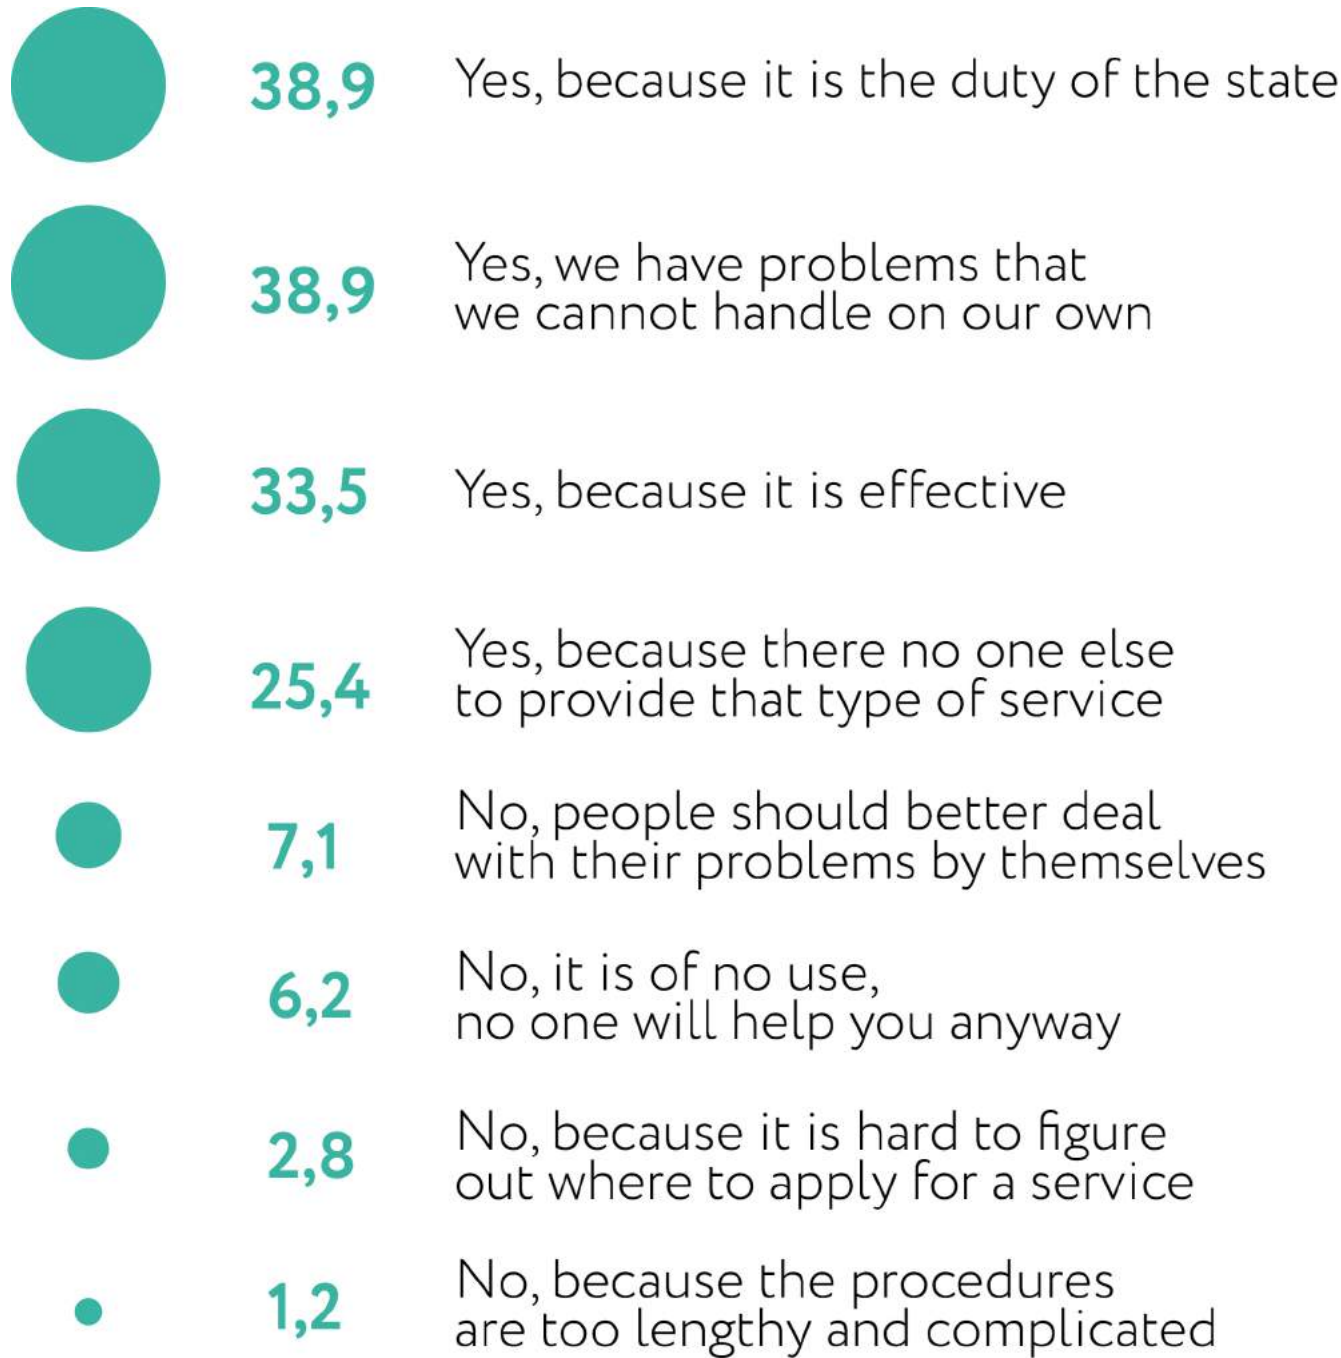 38,9 Yes, because it is the duty of the state
38,9 Yes, we have problems that
we cannot handle on our own
33,5 Yes, because it is effective
25,4 Yes, because there no one else
to provide that type of service
7,1 No, people should better deal
with their problems by themselves
6,2 No, it is of no use,
no one will help you anyway
2,8 No, because it is hard to figure
out where to apply for a service
1,2 No, because the procedures
are too lengthy and complicated